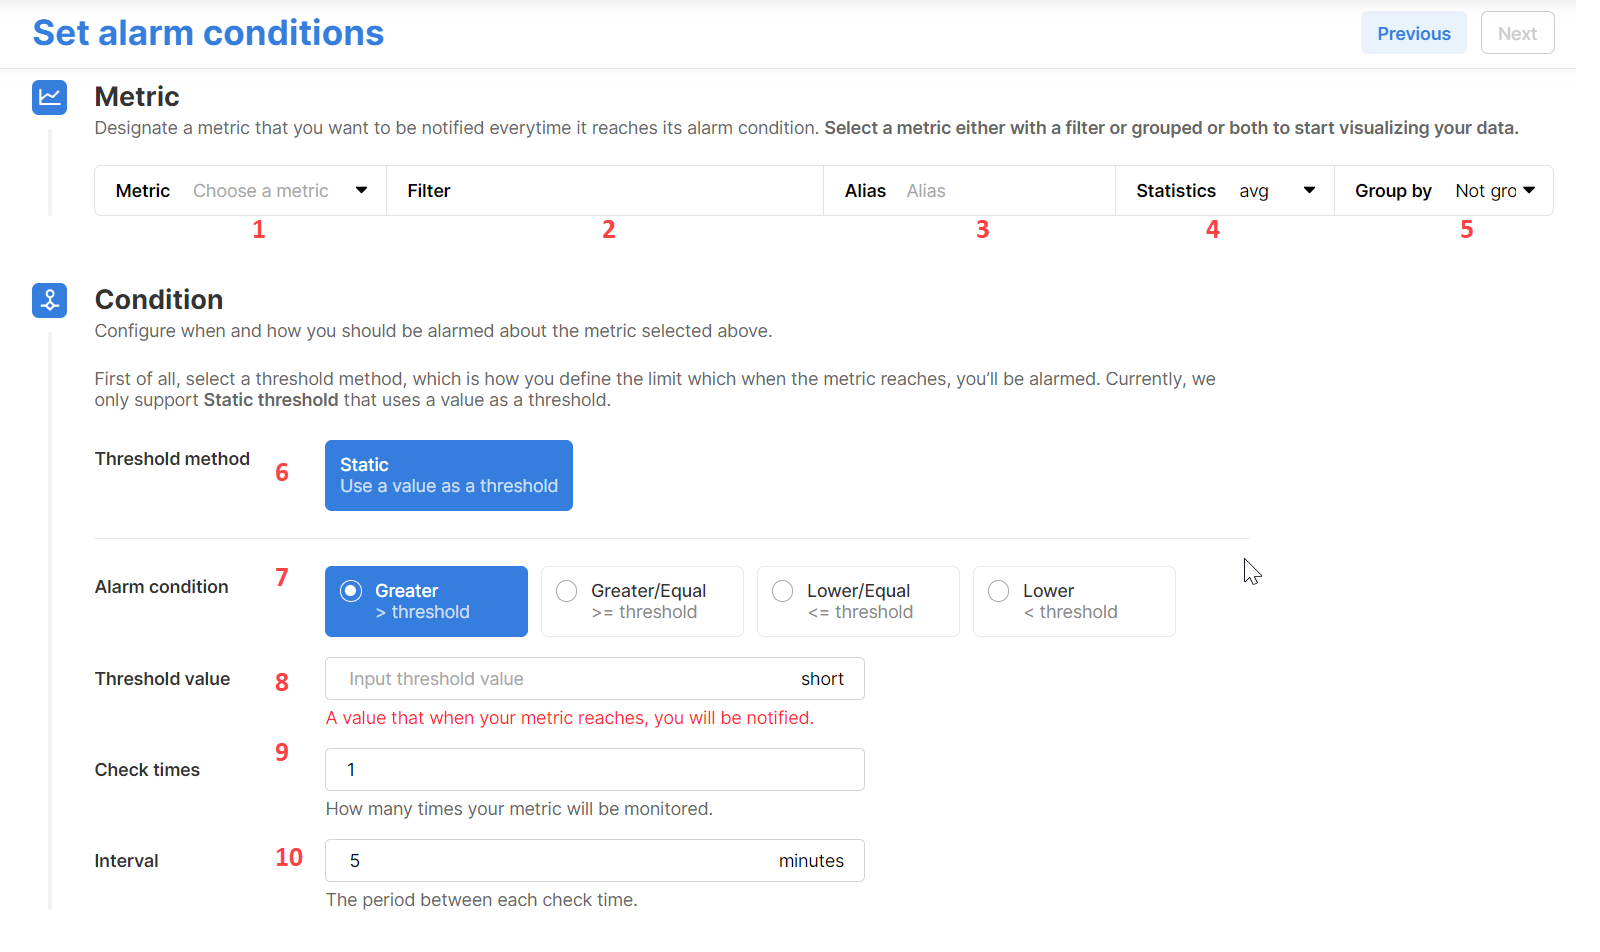 Set alarm conditions
Previous
Next
Metric
Designate a metric that you want to be notified everytime it reaches its alarm condition. Select a metric either with a filter or grouped or both to start visualizing your data.
Metric Choose a metric Filter Alias Alias Statistics avg Group by Not gro
1 2 3 4 5
Condition
Configure when and how you should be alarmed about the metric selected above.
First of all, select a threshold method, which is how you define the limit which when the metric reaches, you'll be alarmed. Currently, we
only support Static threshold that uses a value as a threshold.
Threshold method
6
Static
Use a value as a threshold
Alarm condition
7
Greater
> threshold
Greater/Equal
>= threshold
Lower/Equal
<= threshold
Lower
< threshold
Threshold value
8
Input threshold value short
A value that when your metric reaches, you will be notified.
Check times
9
1
How many times your metric will be monitored.
Interval
10
5 minutes
The period between each check time.